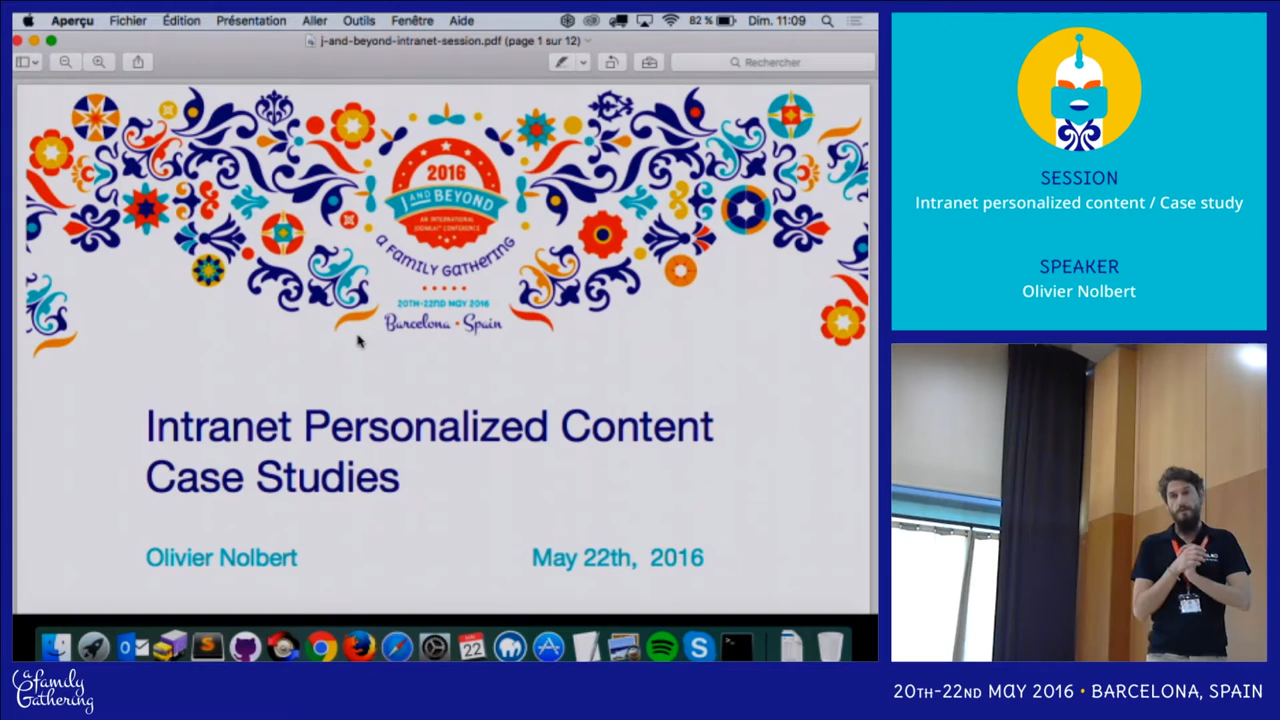 Aperçu Fichier Édition Présentation Aller Outils Fenêtre Aide 82 % Dim. 11:09
j-and-beyond-intranet-session.pdf (page 1 sur 12)
Rechercher
2016
J AND BEYOND
AN INTERNATIONAL
JOOMLA! CONFERENCE
a FAMILY GATHERING
20TH-22ND MAY 2016
Barcelona • Spain
Intranet Personalized Content
Case Studies
Olivier Nolbert May 22th, 2016
MAY
22
SESSION
Intranet personalized content / Case study
SPEAKER
Olivier Nolbert
a family Gathering
20TH-22ND MAY 2016 • BARCELONA, SPAIN